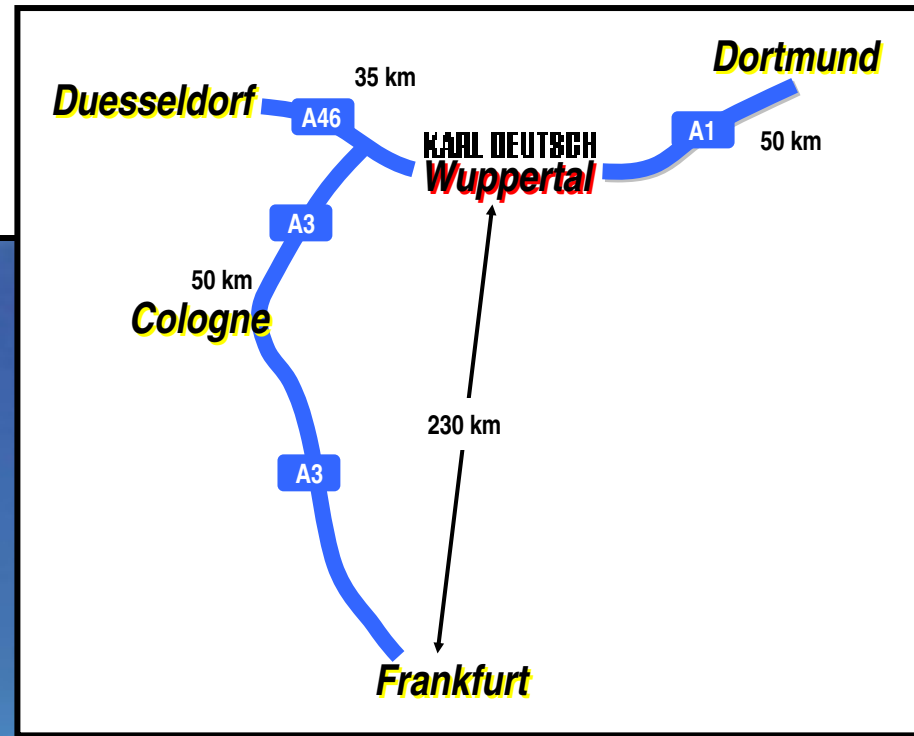 Dortmund
35 km
Duesseldorf
A46
A1
50 km
KARL DEUTSCH
Wuppertal
A3
50 km
Cologne
230 km
A3
Frankfurt